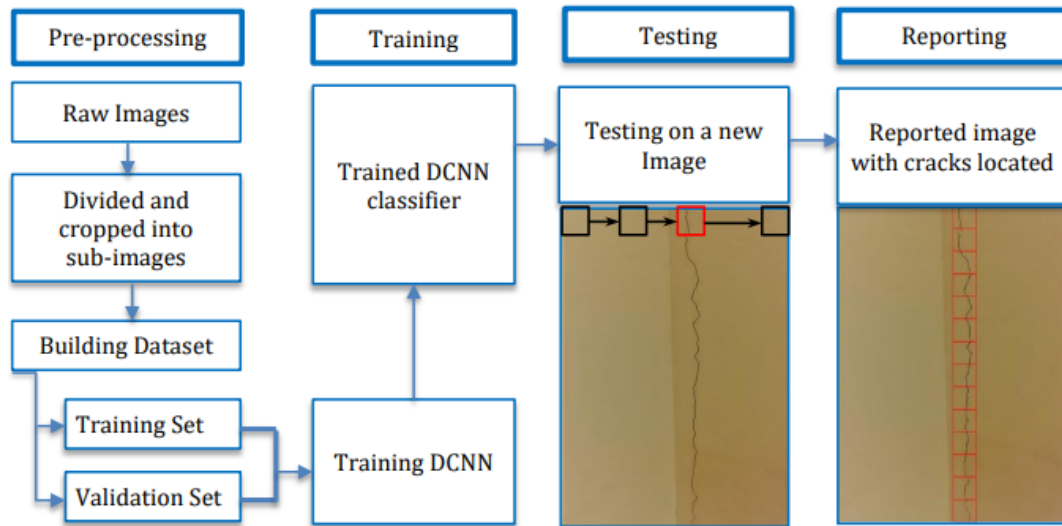 Pre-processing
Raw Images
Divided and
cropped into
sub-images
Building Dataset
Training Set
Validation Set
Training
Trained DCNN
classifier
Training DCNN
Testing
Testing on a new
Image
Reporting
Reported image
with cracks located